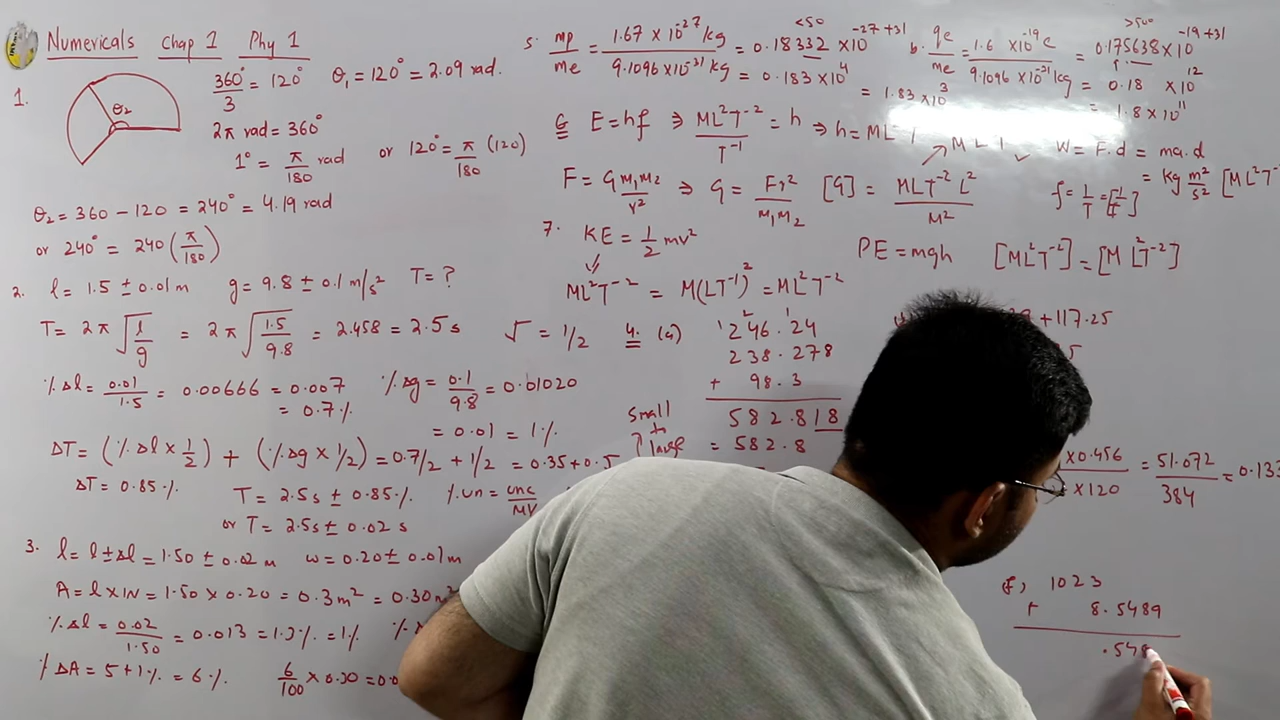 Numericals Chap 1 Phy 1
1.
θ₂
360°/3 = 120° θ₁ = 120° = 2.09 rad.
2π rad = 360°
1° = π/180 rad or 120° = π/180 (120)
θ₂ = 360 − 120 = 240° = 4.19 rad
or 240° = 240 (π/180)
2. l = 1.5 ± 0.01 m g = 9.8 ± 0.1 m/s² T = ?
T = 2π √(l/g) = 2π √(1.5/9.8) = 2.458 = 2.5 s √ = 1/2
% Δl = 0.01/1.5 = 0.00666 = 0.007
= 0.7 %
% Δg = 0.1/9.8 = 0.01020
= 0.01 = 1 %
ΔT = (% Δl × 1/2) + (% Δg × 1/2) = 0.7/2 + 1/2 = 0.35 + 0.5
ΔT = 0.85 %
T = 2.5 s ± 0.85 % % un = unc/MV
or T = 2.5 s ± 0.02 s
3. l = l ± Δl = 1.50 ± 0.02 m w = 0.20 ± 0.01 m
A = l × W = 1.50 × 0.20 = 0.3 m² = 0.30 m²
% Δl = 0.02/1.50 = 0.013 = 1.3 % = 1 %
% ΔA = 5 + 1 % = 6 % 6/100 × 0.30 = 0.0
5. mp/me = 1.67 × 10⁻²⁷ kg / 9.1096 × 10⁻³¹ kg = 0.18332 × 10⁻²⁷⁺³¹
<50
= 0.183 × 10⁴
= 1.83 × 10³
b. qe/me = 1.6 × 10⁻¹⁹ C / 9.1096 × 10⁻³¹ kg = 0.175638 × 10⁻¹⁹⁺³¹
>500
= 0.18 × 10¹²
= 1.8 × 10¹¹
6 E = hf ⇒ ML²T⁻²/T⁻¹ = h ⇒ h = ML
F = G m₁m₂/r² ⇒ G = Fr²/m₁m₂ [G] = MLT⁻² L²/M²
W = F.d = ma.d
= kg m²/s² [ML²T⁻
f = 1/T = [1/T]
7. KE = 1/2 mv²
ML²T⁻² = M(LT⁻¹)² = ML²T⁻²
PE = mgh [ML²T⁻²] = [ML²T⁻²]
4. (a) 246.24
238.278
+ 98.3
582.818
= 582.8
small
to
large
+ 117.25
× 0.456 / × 120 = 51.072/384 = 0.133
f, 1023
+ 8.5489
.548